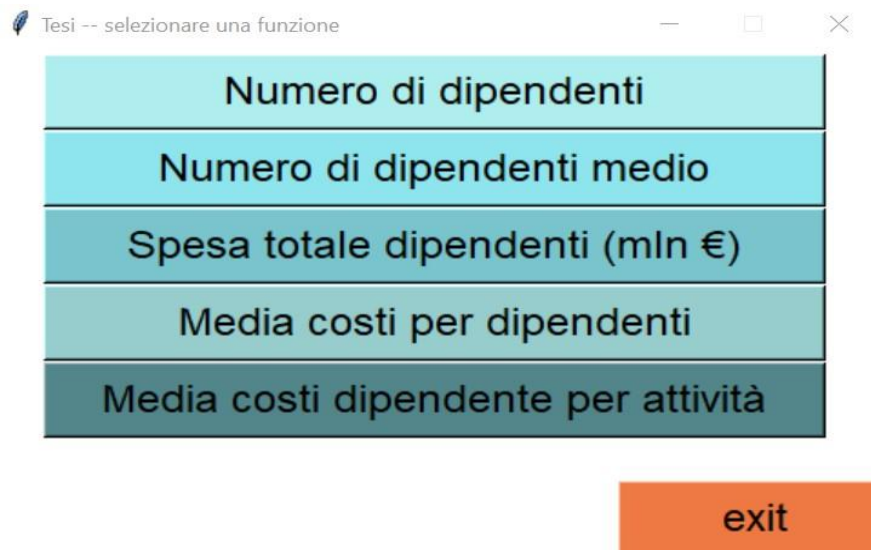 Tesi -- selezionare una funzione
Numero di dipendenti
Numero di dipendenti medio
Spesa totale dipendenti (mln €)
Media costi per dipendenti
Media costi dipendente per attività
exit